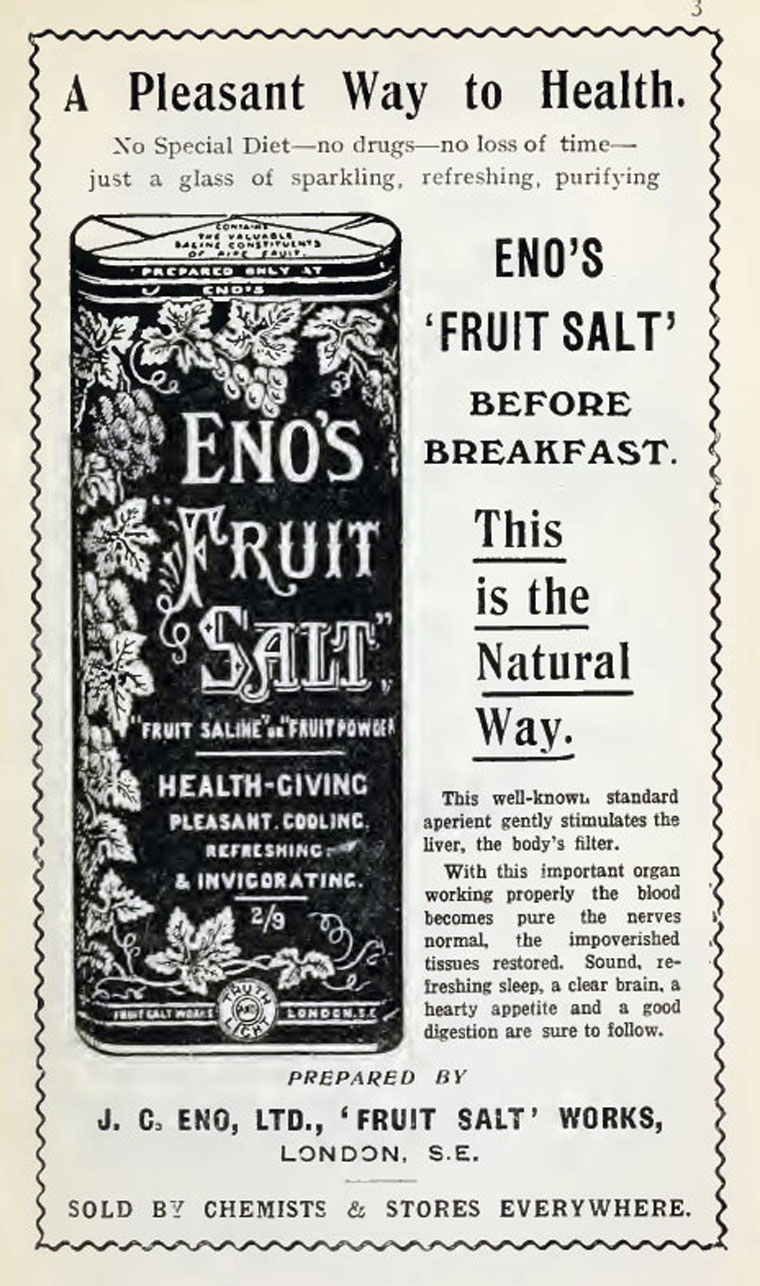 3
A Pleasant Way to Health.
No Special Diet—no drugs—no loss of time—
just a glass of sparkling, refreshing, purifying
CONTAINS
THE VALUABLE
SALINE CONSTITUENTS
OF RIPE FRUIT.
PREPARED ONLY AT
ENO'S
ENO'S
"FRUIT
SALT,"
"FRUIT SALINE" OR "FRUIT POWDER
HEALTH-GIVING
PLEASANT. COOLING.
REFRESHING
& INVIGORATING.
2/9
TRUTH
LIGHT
FRUIT SALT WORKS
LONDON, S.E.
ENO'S
'FRUIT SALT'
BEFORE
BREAKFAST.
This
is the
Natural
Way.
This well-known standard
aperient gently stimulates the
liver, the body's filter.
With this important organ
working properly the blood
becomes pure the nerves
normal, the impoverished
tissues restored. Sound, re-
freshing sleep, a clear brain, a
hearty appetite and a good
digestion are sure to follow.
PREPARED BY
J. C. ENO, LTD., 'FRUIT SALT' WORKS,
LONDON, S.E.
SOLD BY CHEMISTS & STORES EVERYWHERE.